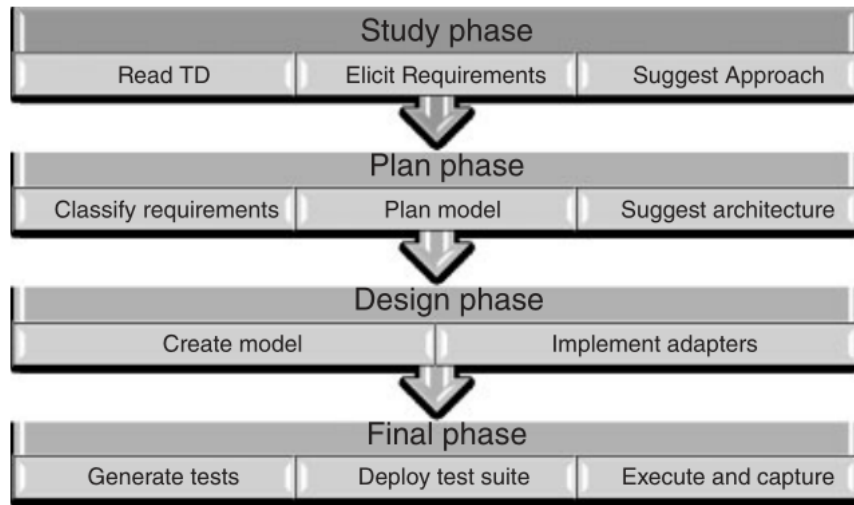 Study phase
Read TD Elicit Requirements Suggest Approach
Plan phase
Classify requirements Plan model Suggest architecture
Design phase
Create model Implement adapters
Final phase
Generate tests Deploy test suite Execute and capture